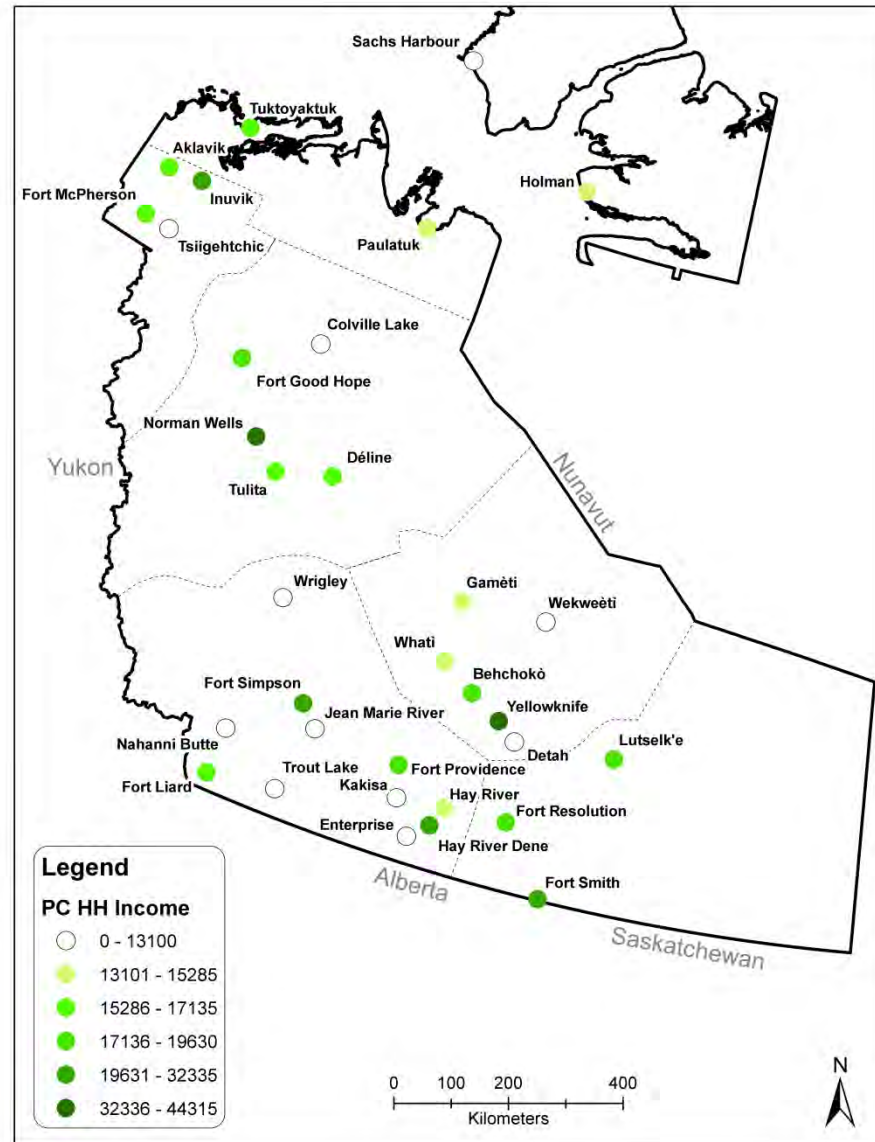 Sachs Harbour
Tuktoyaktuk
Aklavik
Inuvik
Holman
Fort McPherson
Tsiigehtchic
Paulatuk
Colville Lake
Fort Good Hope
Norman Wells
Yukon
Déline
Tulita
Nunavut
Wrigley
Gamèti
Wekweèti
Whati
Behchokò
Fort Simpson
Yellowknife
Jean Marie River
Nahanni Butte
Detah
Lutselk'e
Fort Liard
Trout Lake
Fort Providence
Kakisa
Hay River
Enterprise
Fort Resolution
Hay River Dene
Fort Smith
Alberta
Saskatchewan
Legend
PC HH Income
0 - 13100
13101 - 15285
15286 - 17135
17136 - 19630
19631 - 32335
32336 - 44315
0 100 200 400
Kilometers
N